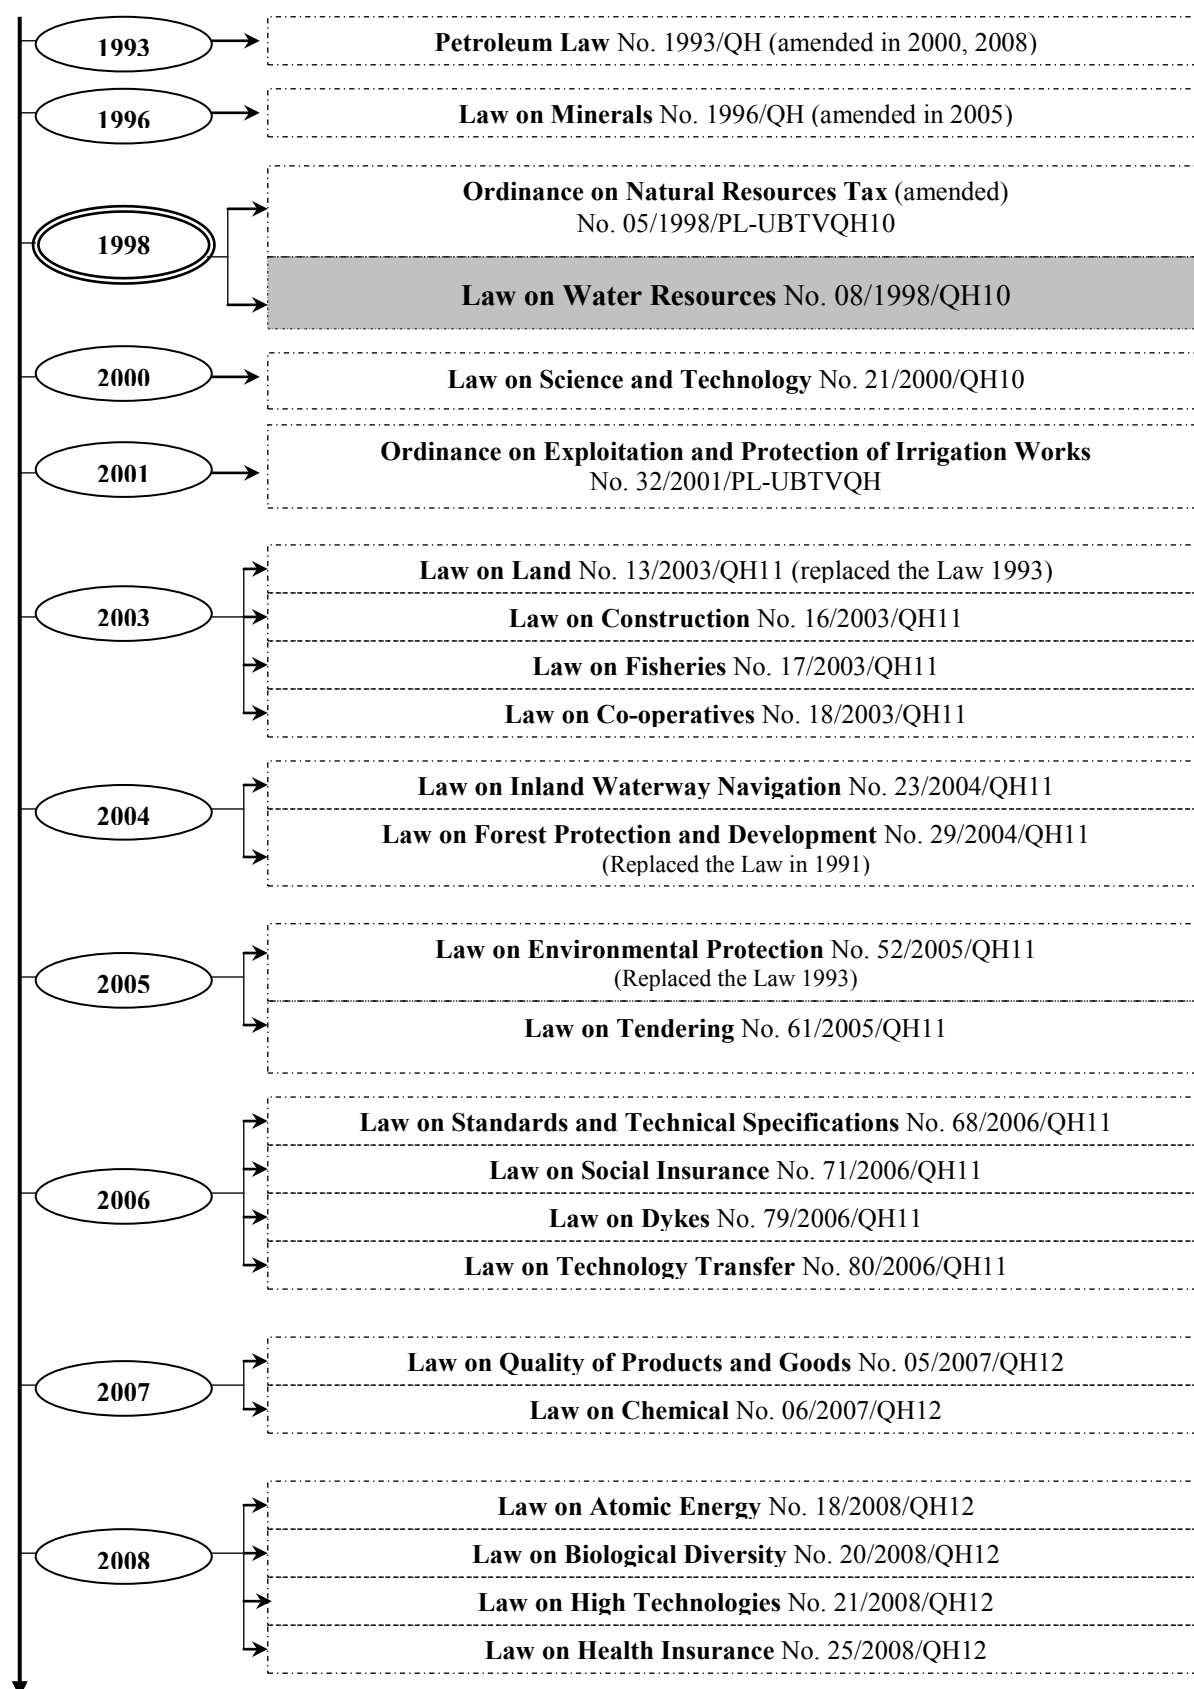 1993
Petroleum Law No. 1993/QH (amended in 2000, 2008)
1996
Law on Minerals No. 1996/QH (amended in 2005)
1998
Ordinance on Natural Resources Tax (amended)
No. 05/1998/PL-UBTVQH10
Law on Water Resources No. 08/1998/QH10
2000
Law on Science and Technology No. 21/2000/QH10
2001
Ordinance on Exploitation and Protection of Irrigation Works
No. 32/2001/PL-UBTVQH
2003
Law on Land No. 13/2003/QH11 (replaced the Law 1993)
Law on Construction No. 16/2003/QH11
Law on Fisheries No. 17/2003/QH11
Law on Co-operatives No. 18/2003/QH11
2004
Law on Inland Waterway Navigation No. 23/2004/QH11
Law on Forest Protection and Development No. 29/2004/QH11
(Replaced the Law in 1991)
2005
Law on Environmental Protection No. 52/2005/QH11
(Replaced the Law 1993)
Law on Tendering No. 61/2005/QH11
2006
Law on Standards and Technical Specifications No. 68/2006/QH11
Law on Social Insurance No. 71/2006/QH11
Law on Dykes No. 79/2006/QH11
Law on Technology Transfer No. 80/2006/QH11
2007
Law on Quality of Products and Goods No. 05/2007/QH12
Law on Chemical No. 06/2007/QH12
2008
Law on Atomic Energy No. 18/2008/QH12
Law on Biological Diversity No. 20/2008/QH12
Law on High Technologies No. 21/2008/QH12
Law on Health Insurance No. 25/2008/QH12